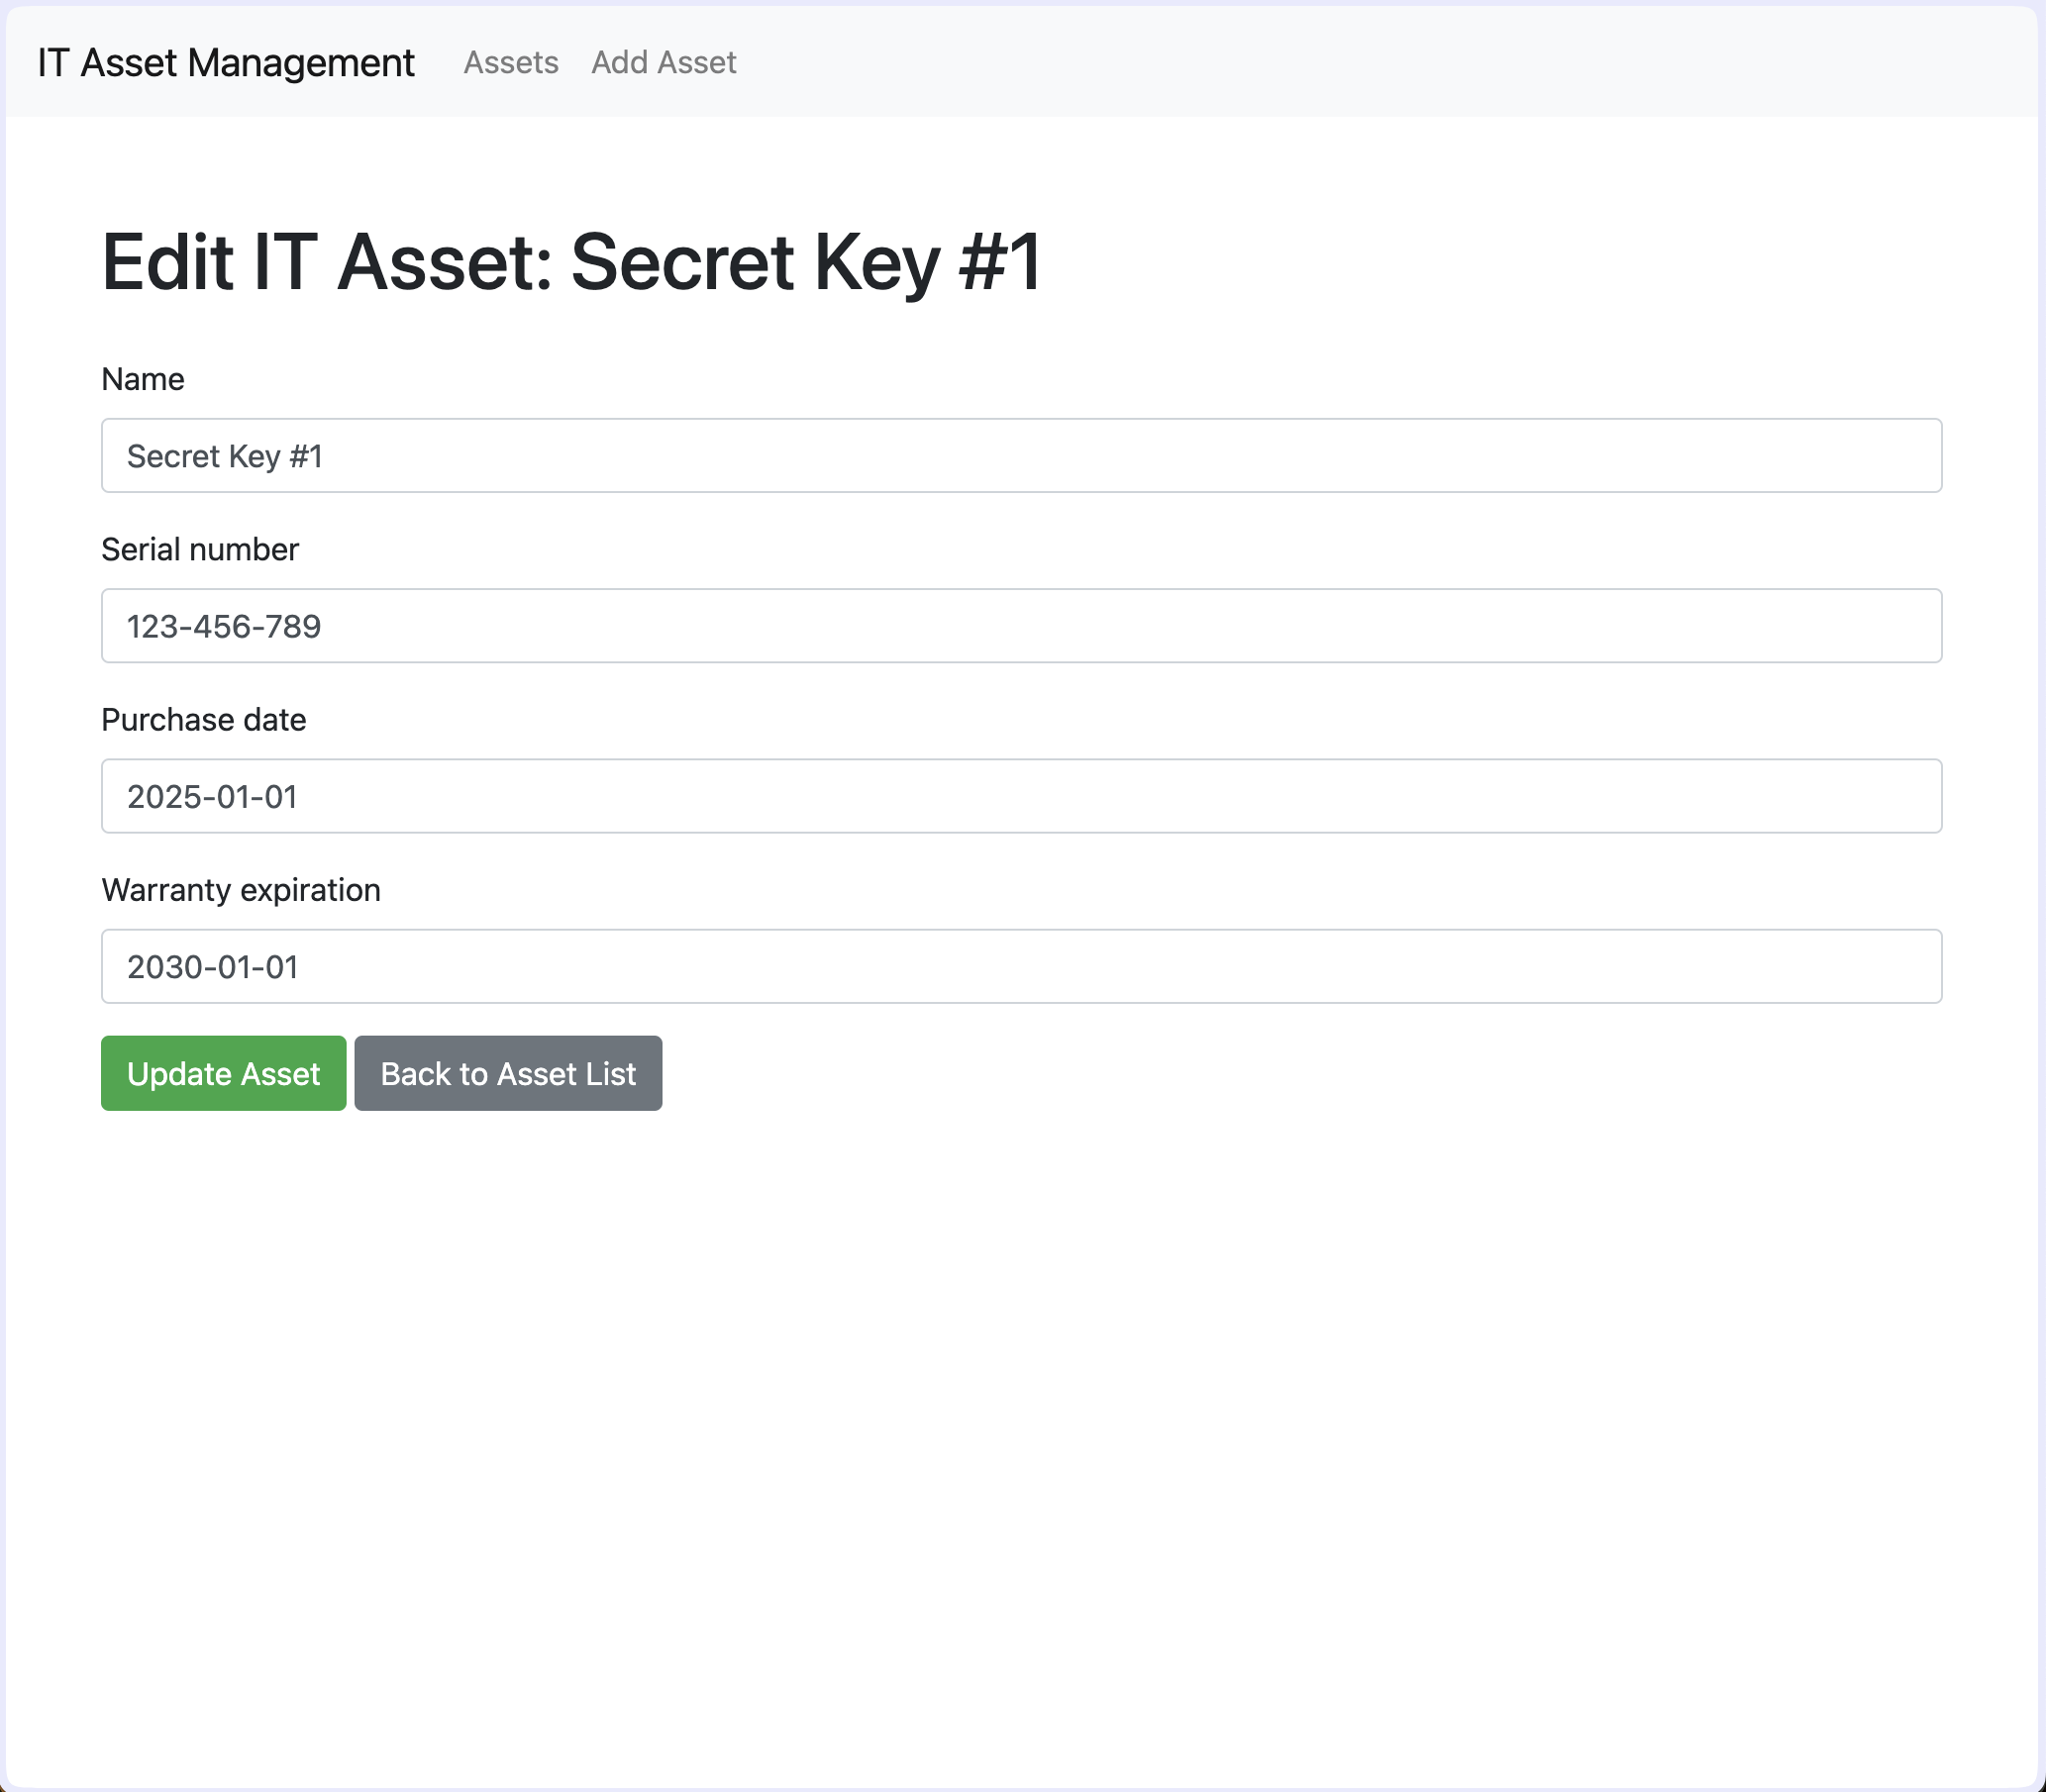 IT Asset Management Assets Add Asset
Edit IT Asset: Secret Key #1
Name
Secret Key #1
Serial number
123-456-789
Purchase date
2025-01-01
Warranty expiration
2030-01-01
Update Asset Back to Asset List